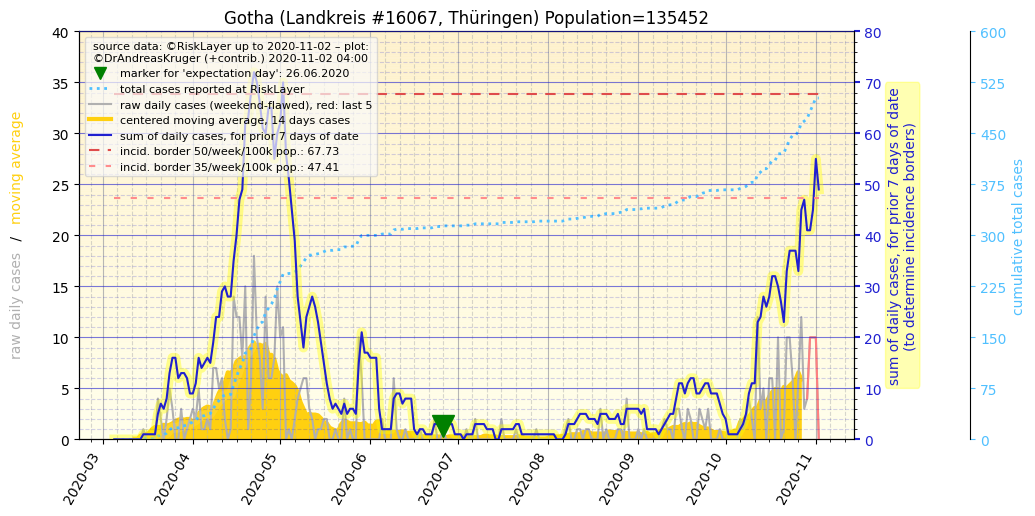 Gotha (Landkreis #16067, Thüringen) Population=135452
source data: ©RiskLayer up to 2020-11-02 – plot:
©DrAndreasKruger (+contrib.) 2020-11-02 04:00
marker for 'expectation day': 26.06.2020
total cases reported at RiskLayer
raw daily cases (weekend-flawed), red: last 5
centered moving average, 14 days cases
sum of daily cases, for prior 7 days of date
incid. border 50/week/100k pop.: 67.73
incid. border 35/week/100k pop.: 47.41
raw daily cases / moving average
40
35
30
25
20
15
10
5
0
2020-03
2020-04
2020-05
2020-06
2020-07
2020-08
2020-09
2020-10
2020-11
80
70
60
50
40
30
20
10
0
sum of daily cases, for prior 7 days of date
(to determine incidence borders)
600
525
450
375
300
225
150
75
0
cumulative total cases